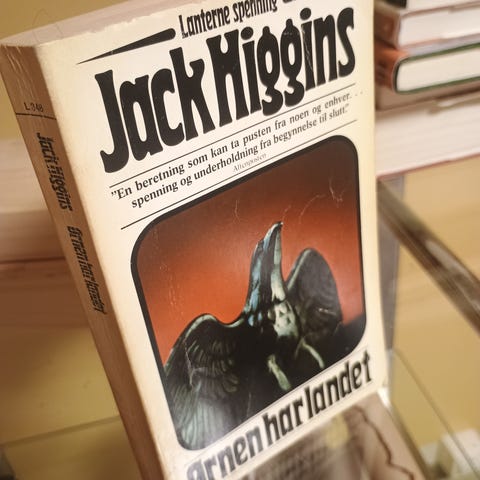 Lanterne spenning
Jack Higgins
"En beretning som kan ta pusten fra noen og enhver. . .
spenning og underholdning fra begynnelse til slutt."
Aftenposten
ørnen har landet
L 348
Jack Higgins ørnen har landet